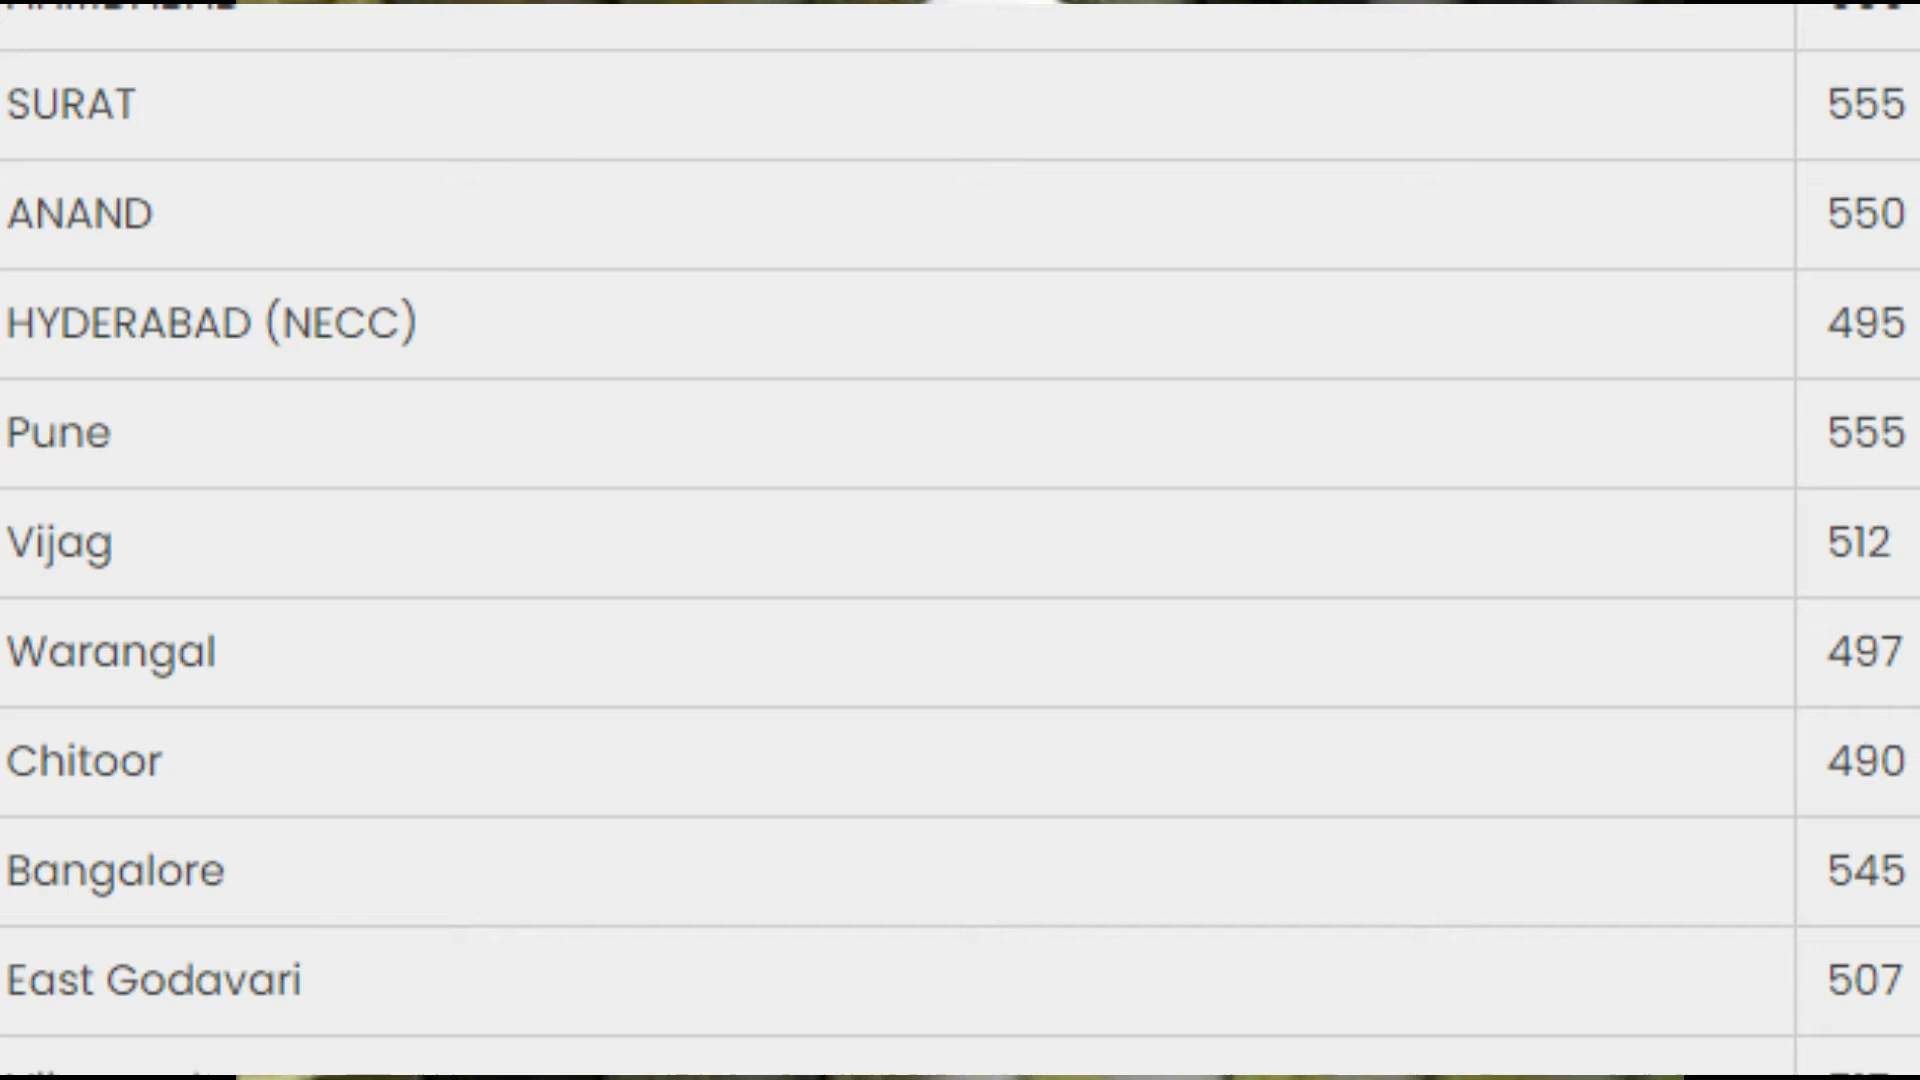 SURAT 555
ANAND 550
HYDERABAD (NECC) 495
Pune 555
Vijag 512
Warangal 497
Chitoor 490
Bangalore 545
East Godavari 507